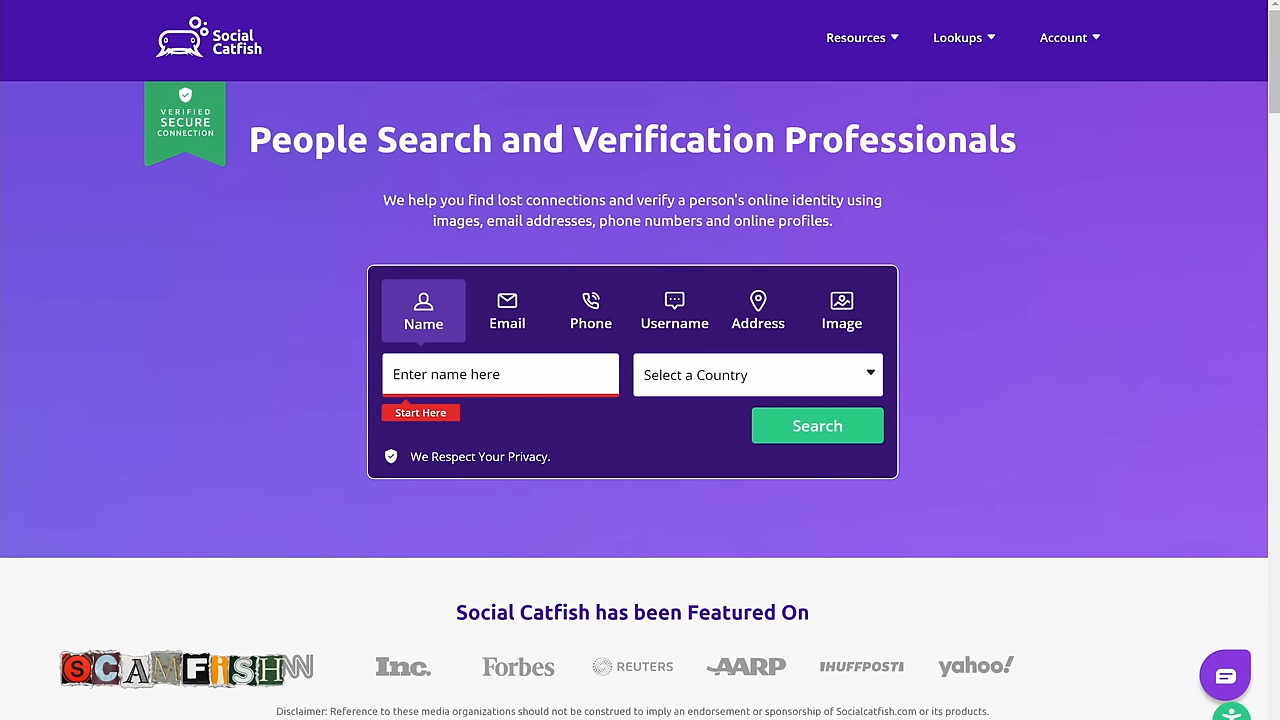 Social
Catfish
Resources
Lookups
Account
VERIFIED
SECURE
CONNECTION
People Search and Verification Professionals
We help you find lost connections and verify a person's online identity using
images, email addresses, phone numbers and online profiles.
Name
Email
Phone
Username
Address
Image
Enter name here
Select a Country
Start Here
Search
We Respect Your Privacy.
Social Catfish has been Featured On
SCAMFISH
Inc.
Forbes
REUTERS
AARP
IHUFFPOSTI
yahoo!
Disclaimer: Reference to these media organizations should not be construed to imply an endorsement or sponsorship of Socialcatfish.com or its products.